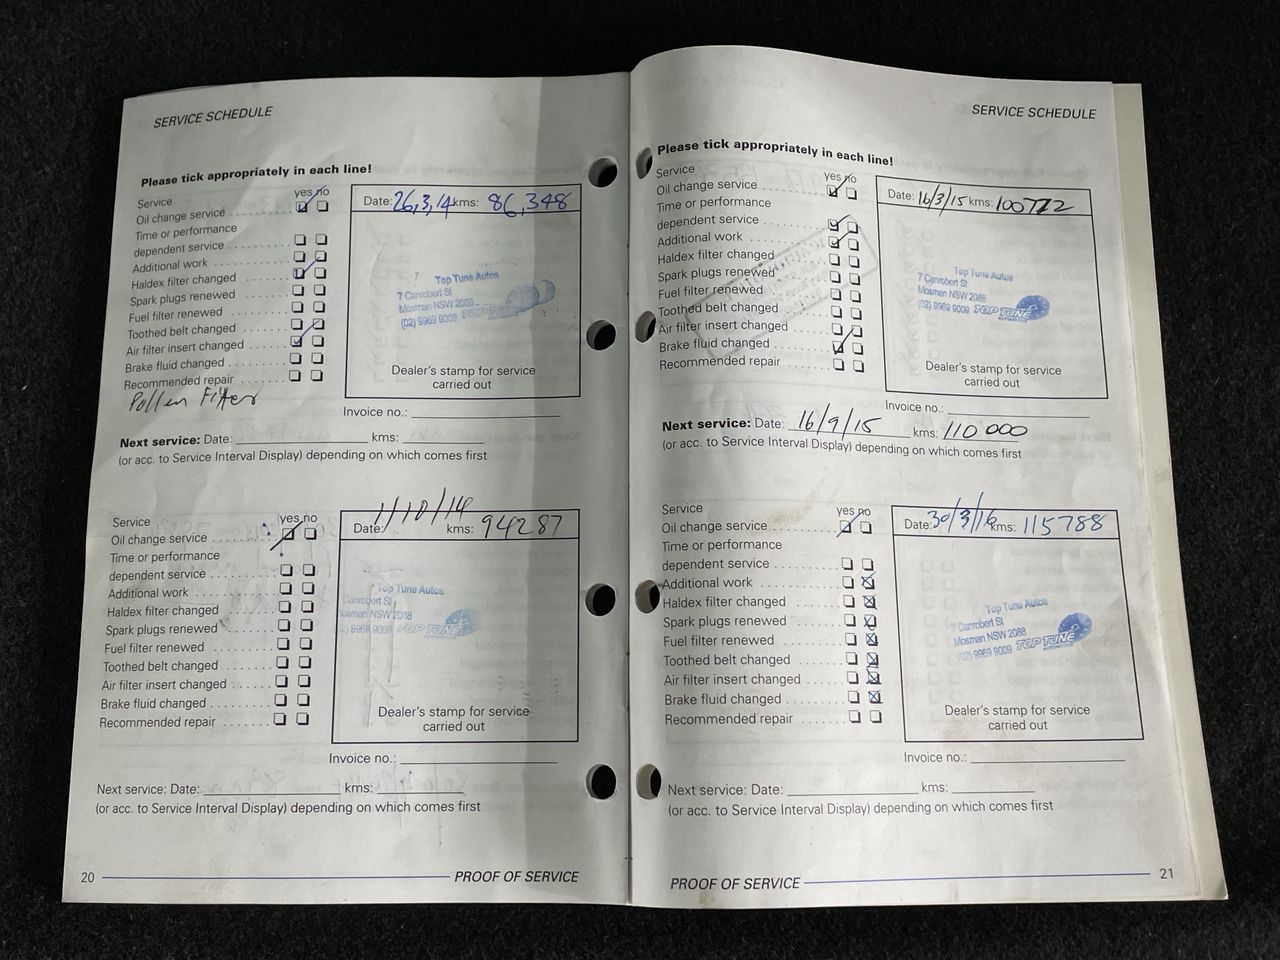 SERVICE SCHEDULE
Please tick appropriately in each line!
Service yes no
Oil change service
Time or performance
dependent service
Additional work
Haldex filter changed
Spark plugs renewed
Fuel filter renewed
Toothed belt changed
Air filter insert changed
Brake fluid changed
Recommended repair
Pollen Filter
Date: 26,3,14 kms: 86,348
Top Tune Autos
7 Canrobert St
Mosman NSW 2088
(02) 9969 9009
Dealer's stamp for service
carried out
Invoice no.:
Next service: Date: kms:
(or acc. to Service Interval Display) depending on which comes first
Service yes no
Oil change service
Time or performance
dependent service
Additional work
Haldex filter changed
Spark plugs renewed
Fuel filter renewed
Toothed belt changed
Air filter insert changed
Brake fluid changed
Recommended repair
Date: 1/10/14 kms: 94287
Top Tune Autos
Canrobert St
Mosman NSW 2088
9969 9009 TOP TUNE
Dealer's stamp for service
carried out
Invoice no.:
Next service: Date: kms:
(or acc. to Service Interval Display) depending on which comes first
20 PROOF OF SERVICE
SERVICE SCHEDULE
Please tick appropriately in each line!
Service yes no
Oil change service
Time or performance
dependent service
Additional work
Haldex filter changed
Spark plugs renewed
Fuel filter renewed
Toothed belt changed
Air filter insert changed
Brake fluid changed
Recommended repair
Date: 16/3/15 kms: 100772
Top Tune Autos
7 Canrobert St
Mosman NSW 2088
(02) 9969 9009 TOP TUNE
Dealer's stamp for service
carried out
Invoice no.:
Next service: Date: 16/9/15 kms: 110 000
(or acc. to Service Interval Display) depending on which comes first
Service yes no
Oil change service
Time or performance
dependent service
Additional work
Haldex filter changed
Spark plugs renewed
Fuel filter renewed
Toothed belt changed
Air filter insert changed
Brake fluid changed
Recommended repair
Date: 30/3/16 kms: 115788
Top Tune Autos
7 Canrobert St
Mosman NSW 2088
(02) 9969 9009 TOP TUNE
Dealer's stamp for service
carried out
Invoice no.:
Next service: Date: kms:
(or acc. to Service Interval Display) depending on which comes first
PROOF OF SERVICE 21